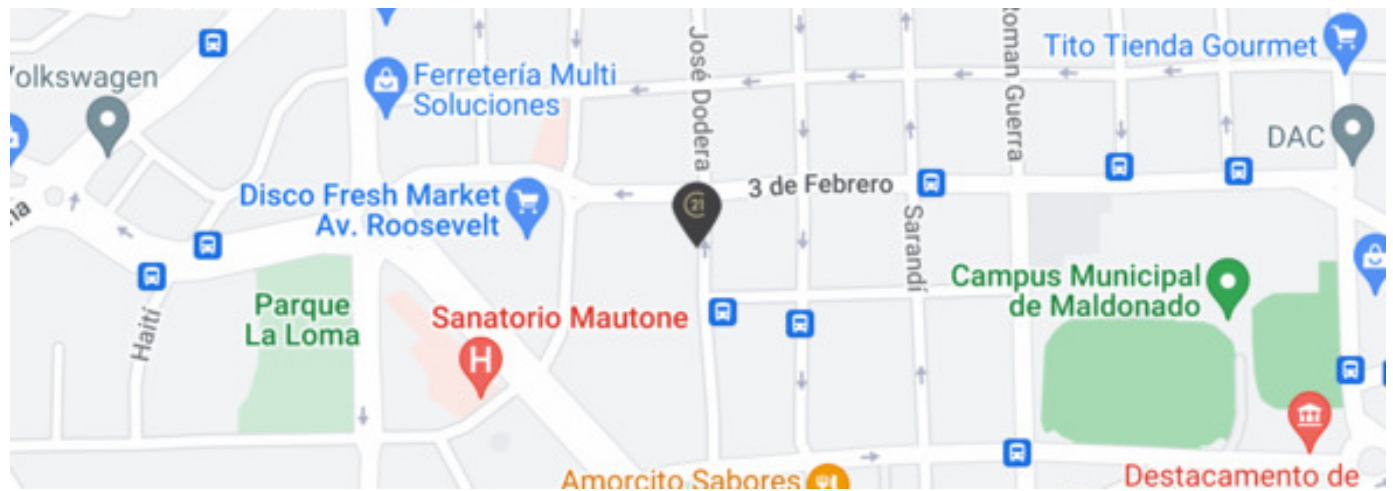 Tito Tienda Gourmet
José Dodera
Roman Guerra
Volkswagen
Ferretería Multi
Soluciones
DAC
Disco Fresh Market
Av. Roosevelt
21
3 de Febrero
Sarandí
Campus Municipal
de Maldonado
Parque
La Loma
Haití
Sanatorio Mautone
H
Amorcito Sabores
Destacamento de